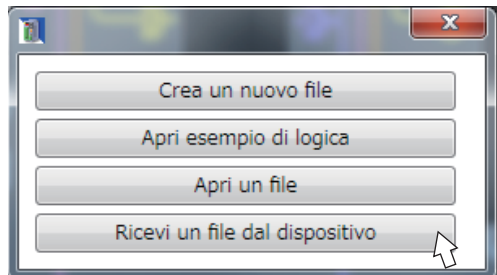 Crea un nuovo file
Apri esempio di logica
Apri un file
Ricevi un file dal dispositivo